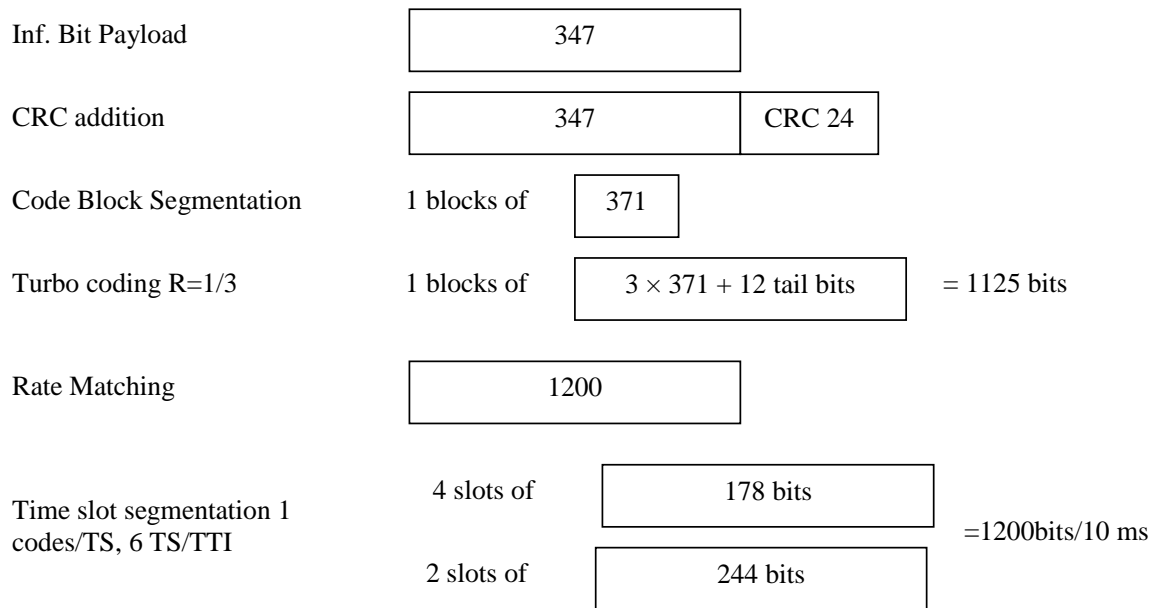 Inf. Bit Payload
347
CRC addition
347
CRC 24
Code Block Segmentation
1 blocks of
371
Turbo coding R=1/3
1 blocks of
3 × 371 + 12 tail bits
= 1125 bits
Rate Matching
1200
Time slot segmentation 1
codes/TS, 6 TS/TTI
4 slots of
178 bits
=1200bits/10 ms
2 slots of
244 bits